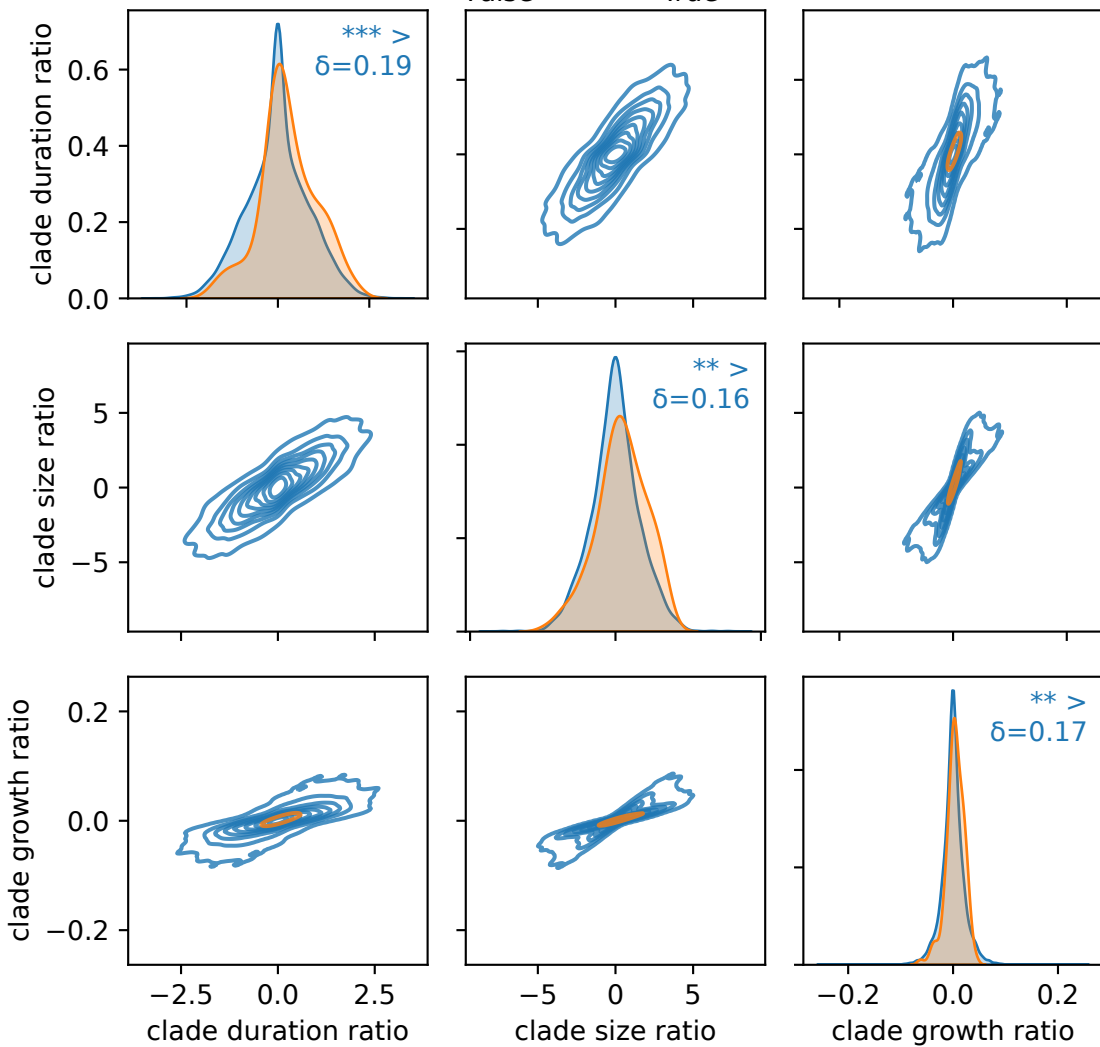 clade duration ratio
0.6
0.4
0.2
0.0
*** >
δ=0.19
clade size ratio
5
0
−5
** >
δ=0.16
clade growth ratio
0.2
0.0
−0.2
** >
δ=0.17
−2.5 0.0 2.5
−5 0 5
−0.2 0.0 0.2
clade duration ratio
clade size ratio
clade growth ratio